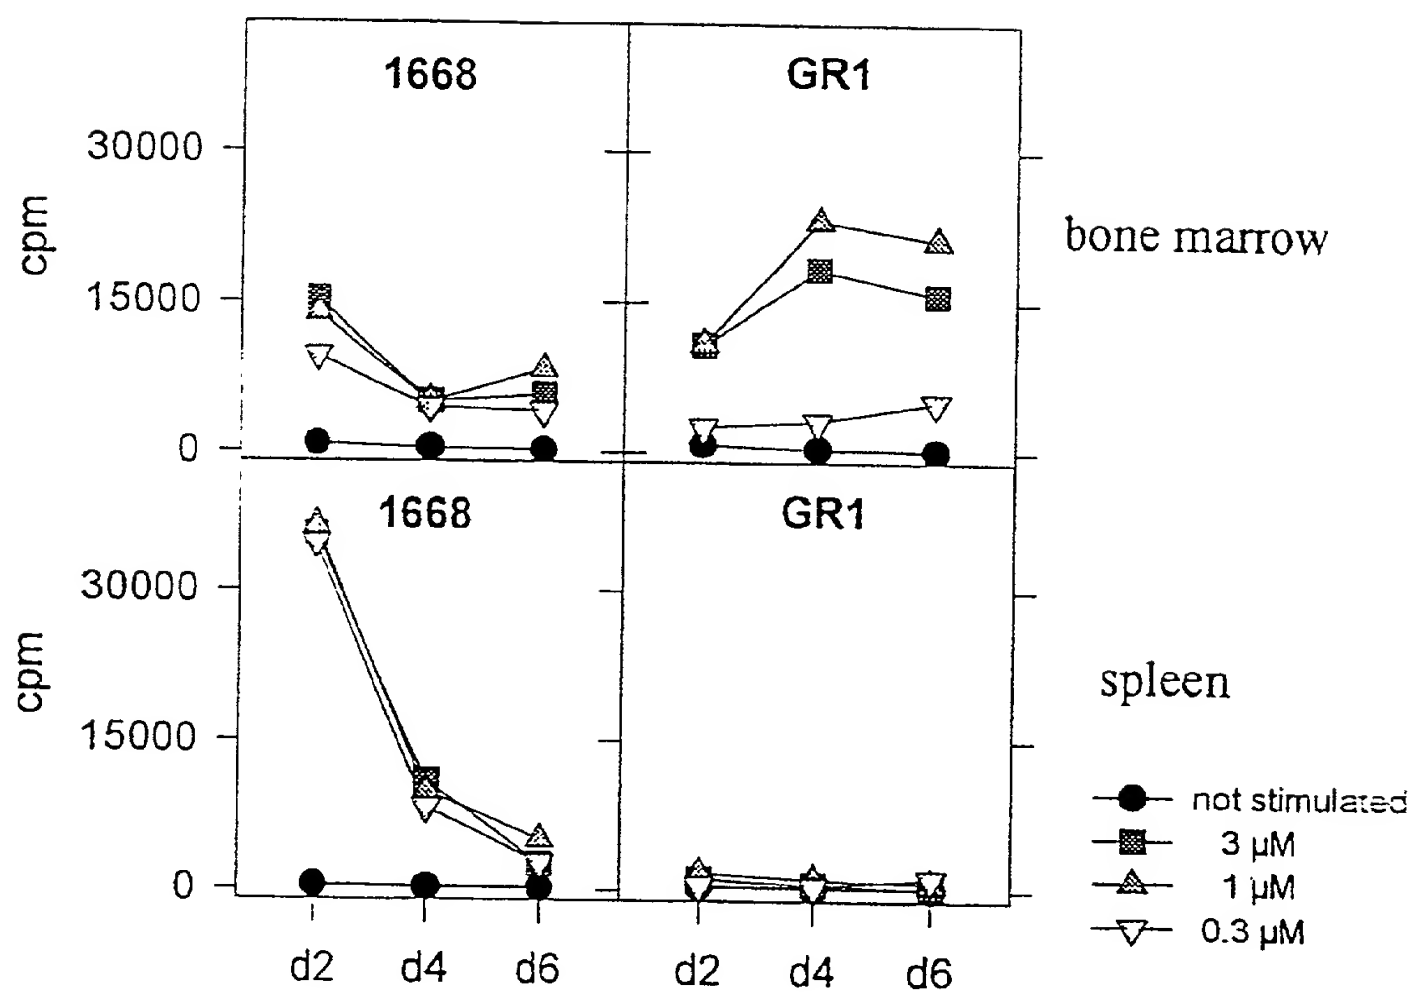 1668 GR1
30000
cpm
bone marrow
15000
0
1668 GR1
30000
cpm
spleen
15000
not stimulated
3 µM
0
1 µM
0.3 µM
d2 d4 d6 d2 d4 d6